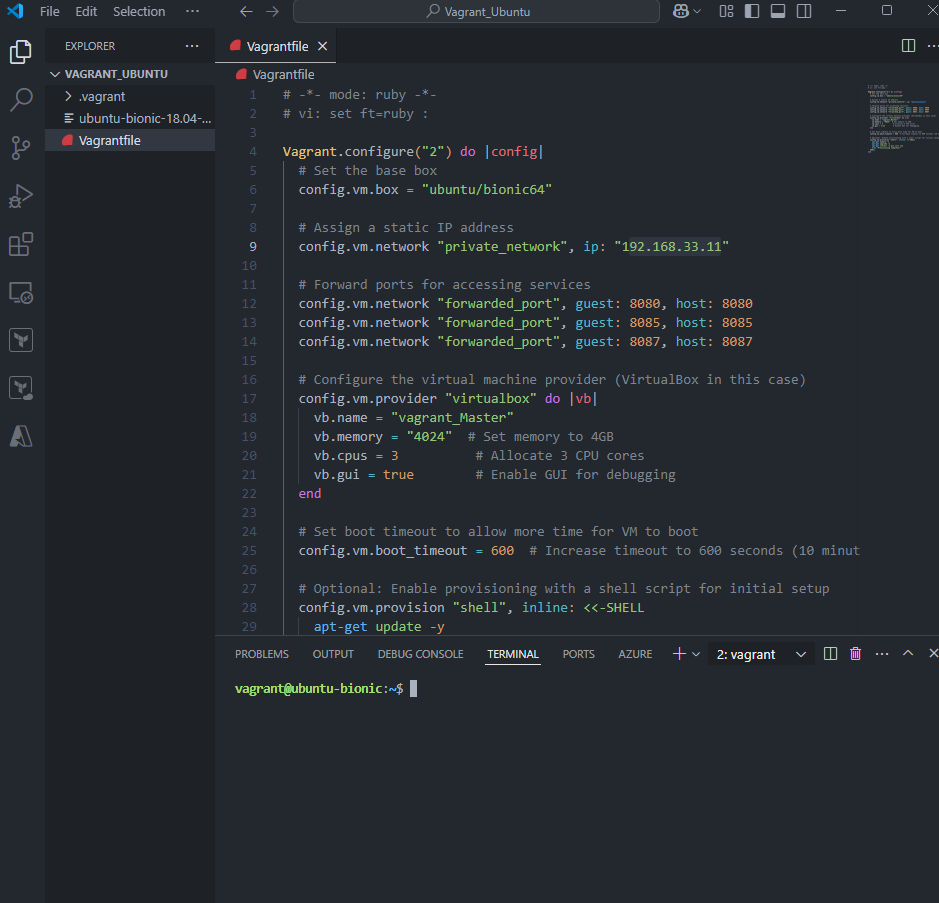 File Edit Selection ··· Vagrant_Ubuntu
EXPLORER ···
VAGRANT_UBUNTU
.vagrant
ubuntu-bionic-18.04-...
Vagrantfile
Vagrantfile
Vagrantfile
1 # -*- mode: ruby -*-
2 # vi: set ft=ruby :
3
4 Vagrant.configure("2") do |config|
5 # Set the base box
6 config.vm.box = "ubuntu/bionic64"
7
8 # Assign a static IP address
9 config.vm.network "private_network", ip: "192.168.33.11"
10
11 # Forward ports for accessing services
12 config.vm.network "forwarded_port", guest: 8080, host: 8080
13 config.vm.network "forwarded_port", guest: 8085, host: 8085
14 config.vm.network "forwarded_port", guest: 8087, host: 8087
15
16 # Configure the virtual machine provider (VirtualBox in this case)
17 config.vm.provider "virtualbox" do |vb|
18 vb.name = "vagrant_Master"
19 vb.memory = "4024" # Set memory to 4GB
20 vb.cpus = 3 # Allocate 3 CPU cores
21 vb.gui = true # Enable GUI for debugging
22 end
23
24 # Set boot timeout to allow more time for VM to boot
25 config.vm.boot_timeout = 600 # Increase timeout to 600 seconds (10 minut
26
27 # Optional: Enable provisioning with a shell script for initial setup
28 config.vm.provision "shell", inline: <<-SHELL
29 apt-get update -y
PROBLEMS OUTPUT DEBUG CONSOLE TERMINAL PORTS AZURE 2: vagrant ···
vagrant@ubuntu-bionic:~$